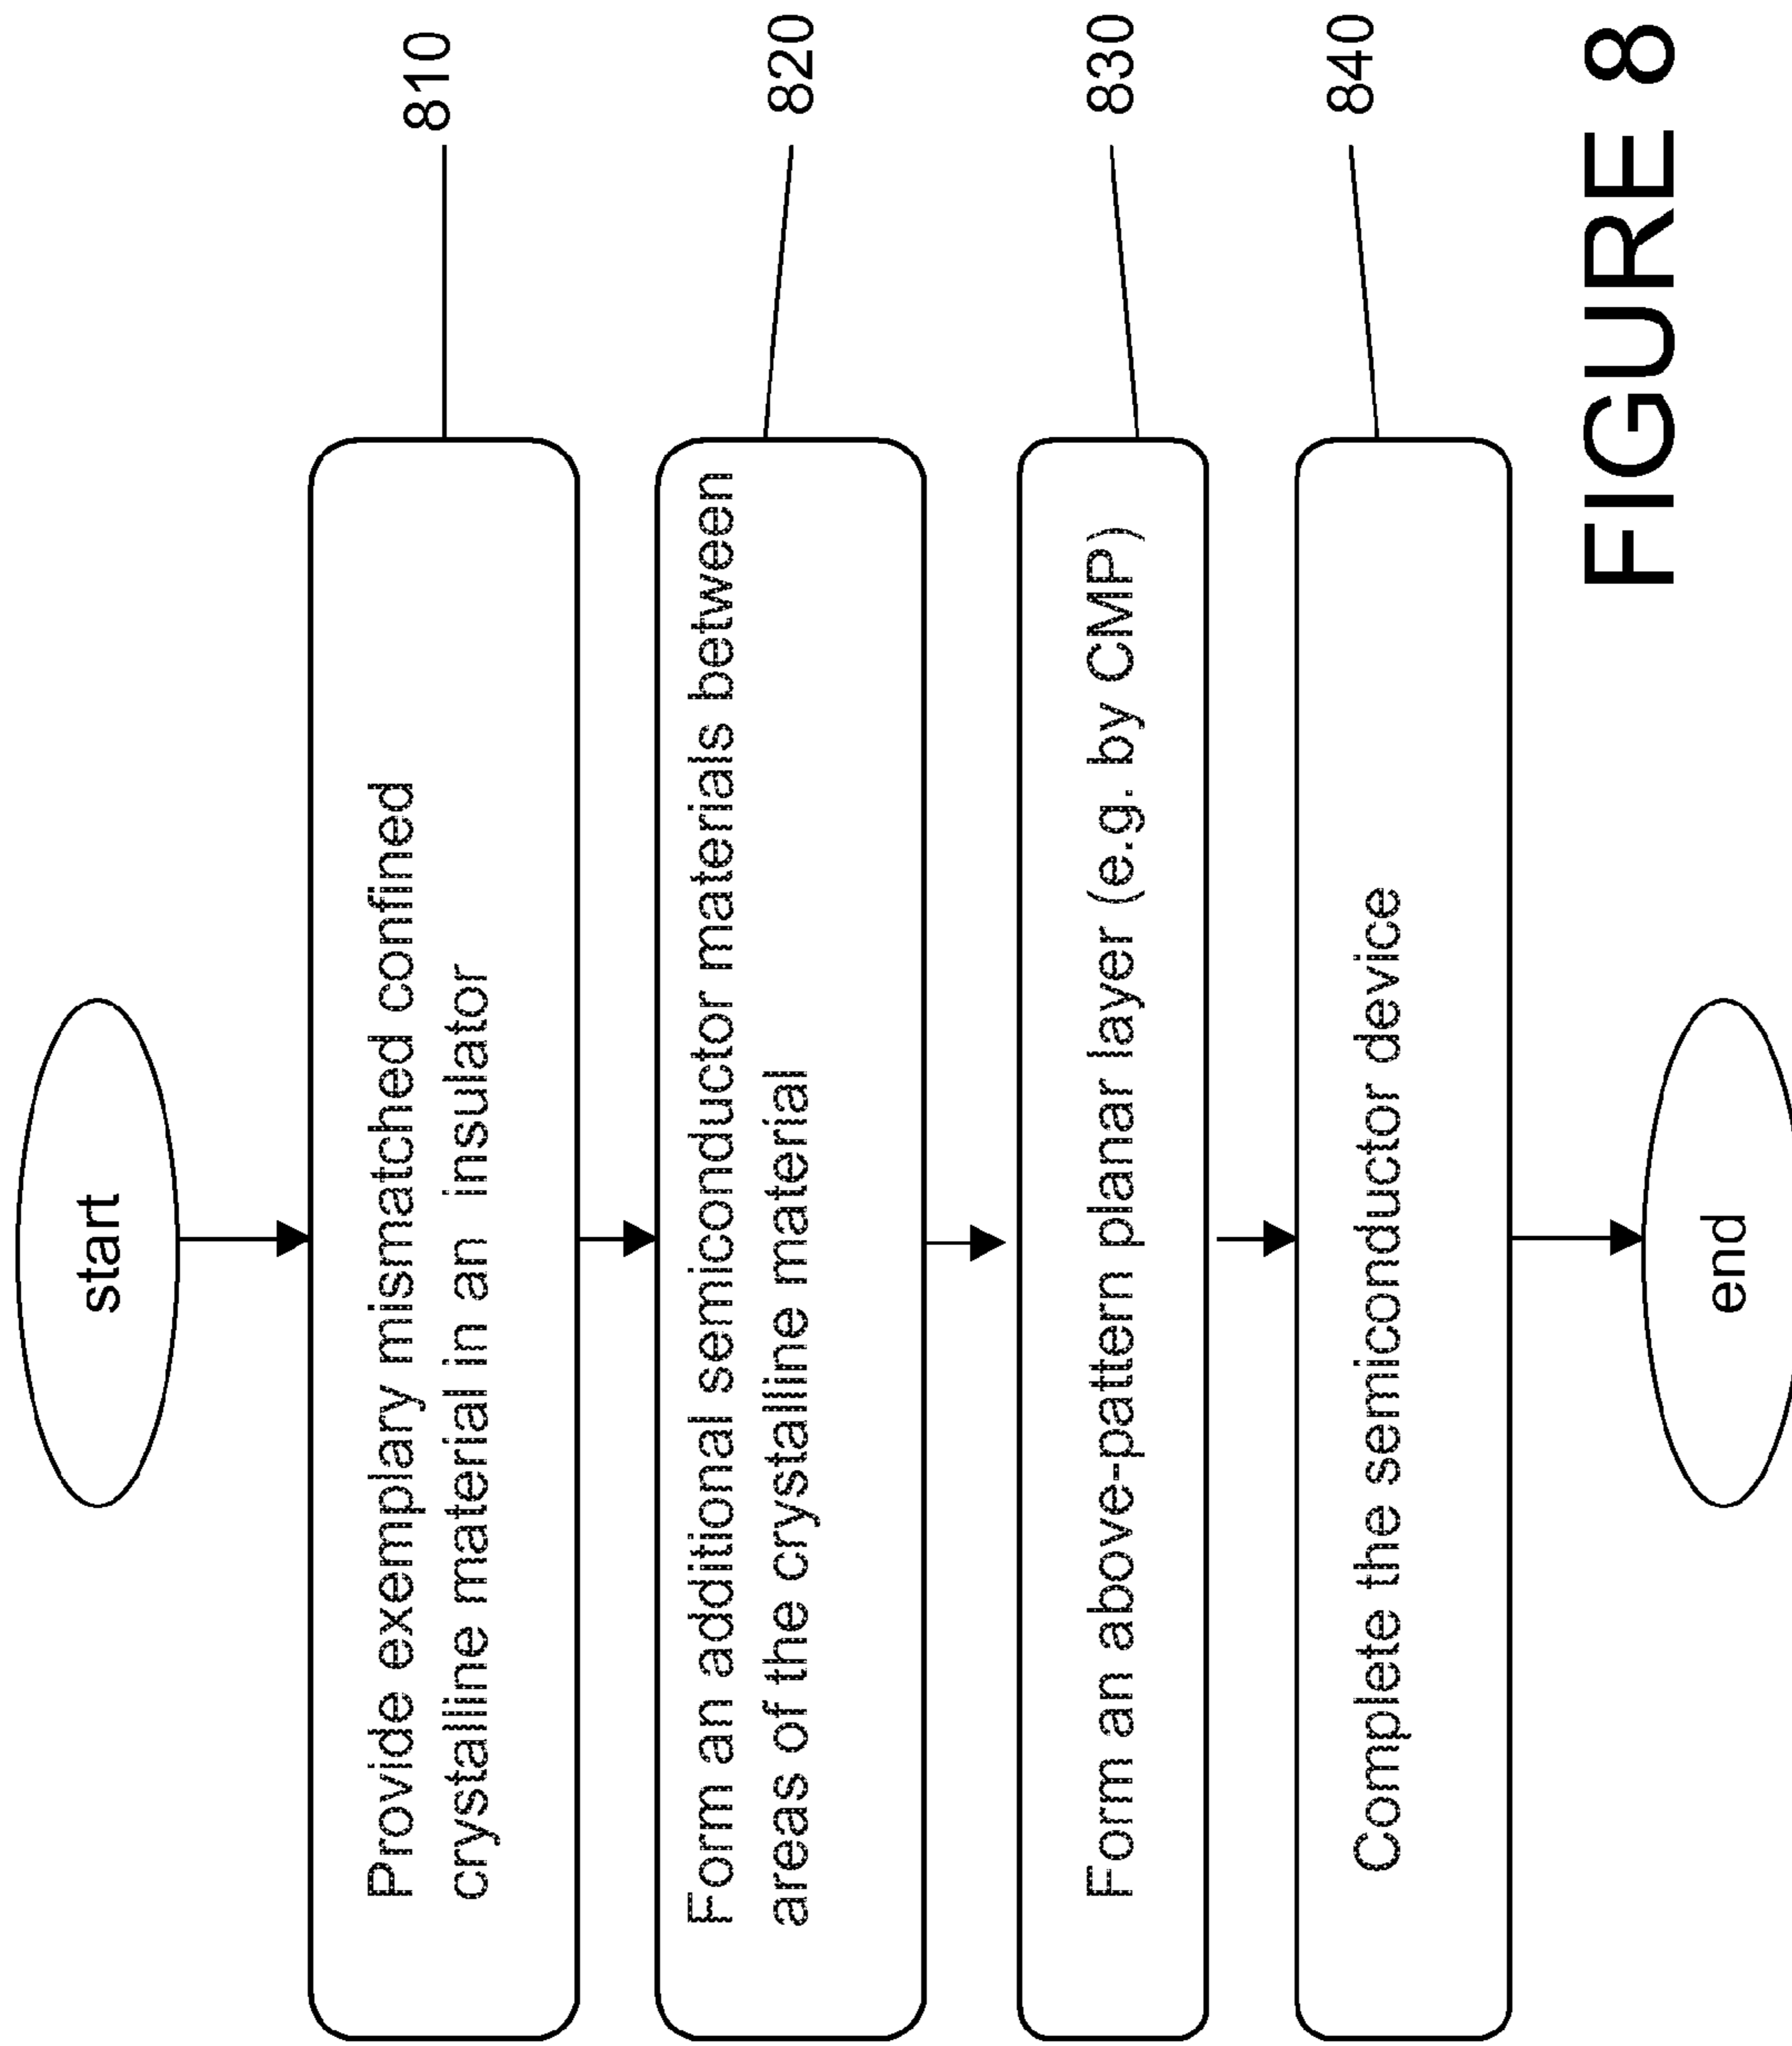 start
Provide exemplary mismatched confined
crystalline material in an insulator
810
Form an additional semiconductor materials between
areas of the crystalline material
820
Form an above-pattern planar layer (e.g. by CMP)
830
Complete the semiconductor device
840
end
FIGURE 8